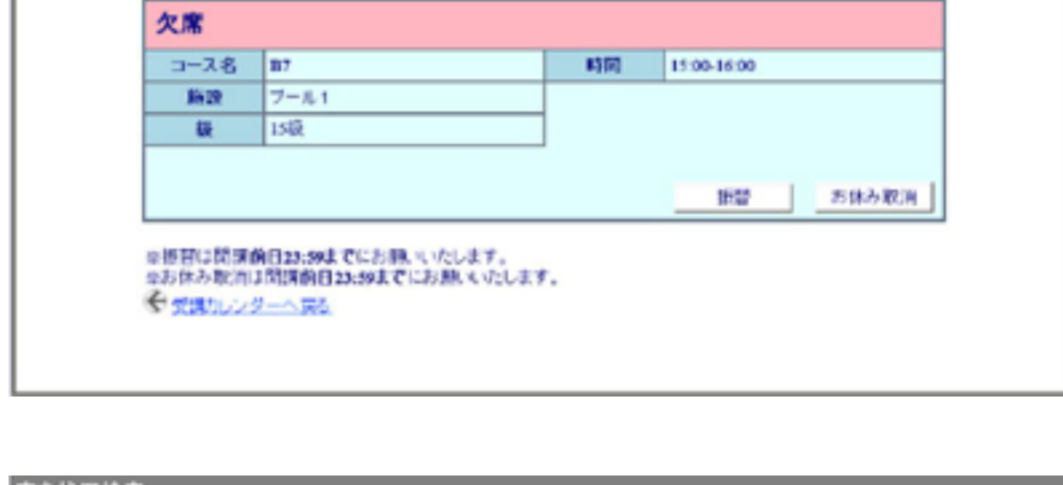 欠席
コース名 B7 時間 15:00-16:00
施設 プール1
級 15級
振替 お休み取消
※振替は開講前日23:59までにお願いいたします。
※お休み取消は開講前日23:59までにお願いいたします。
受講カレンダーへ戻る